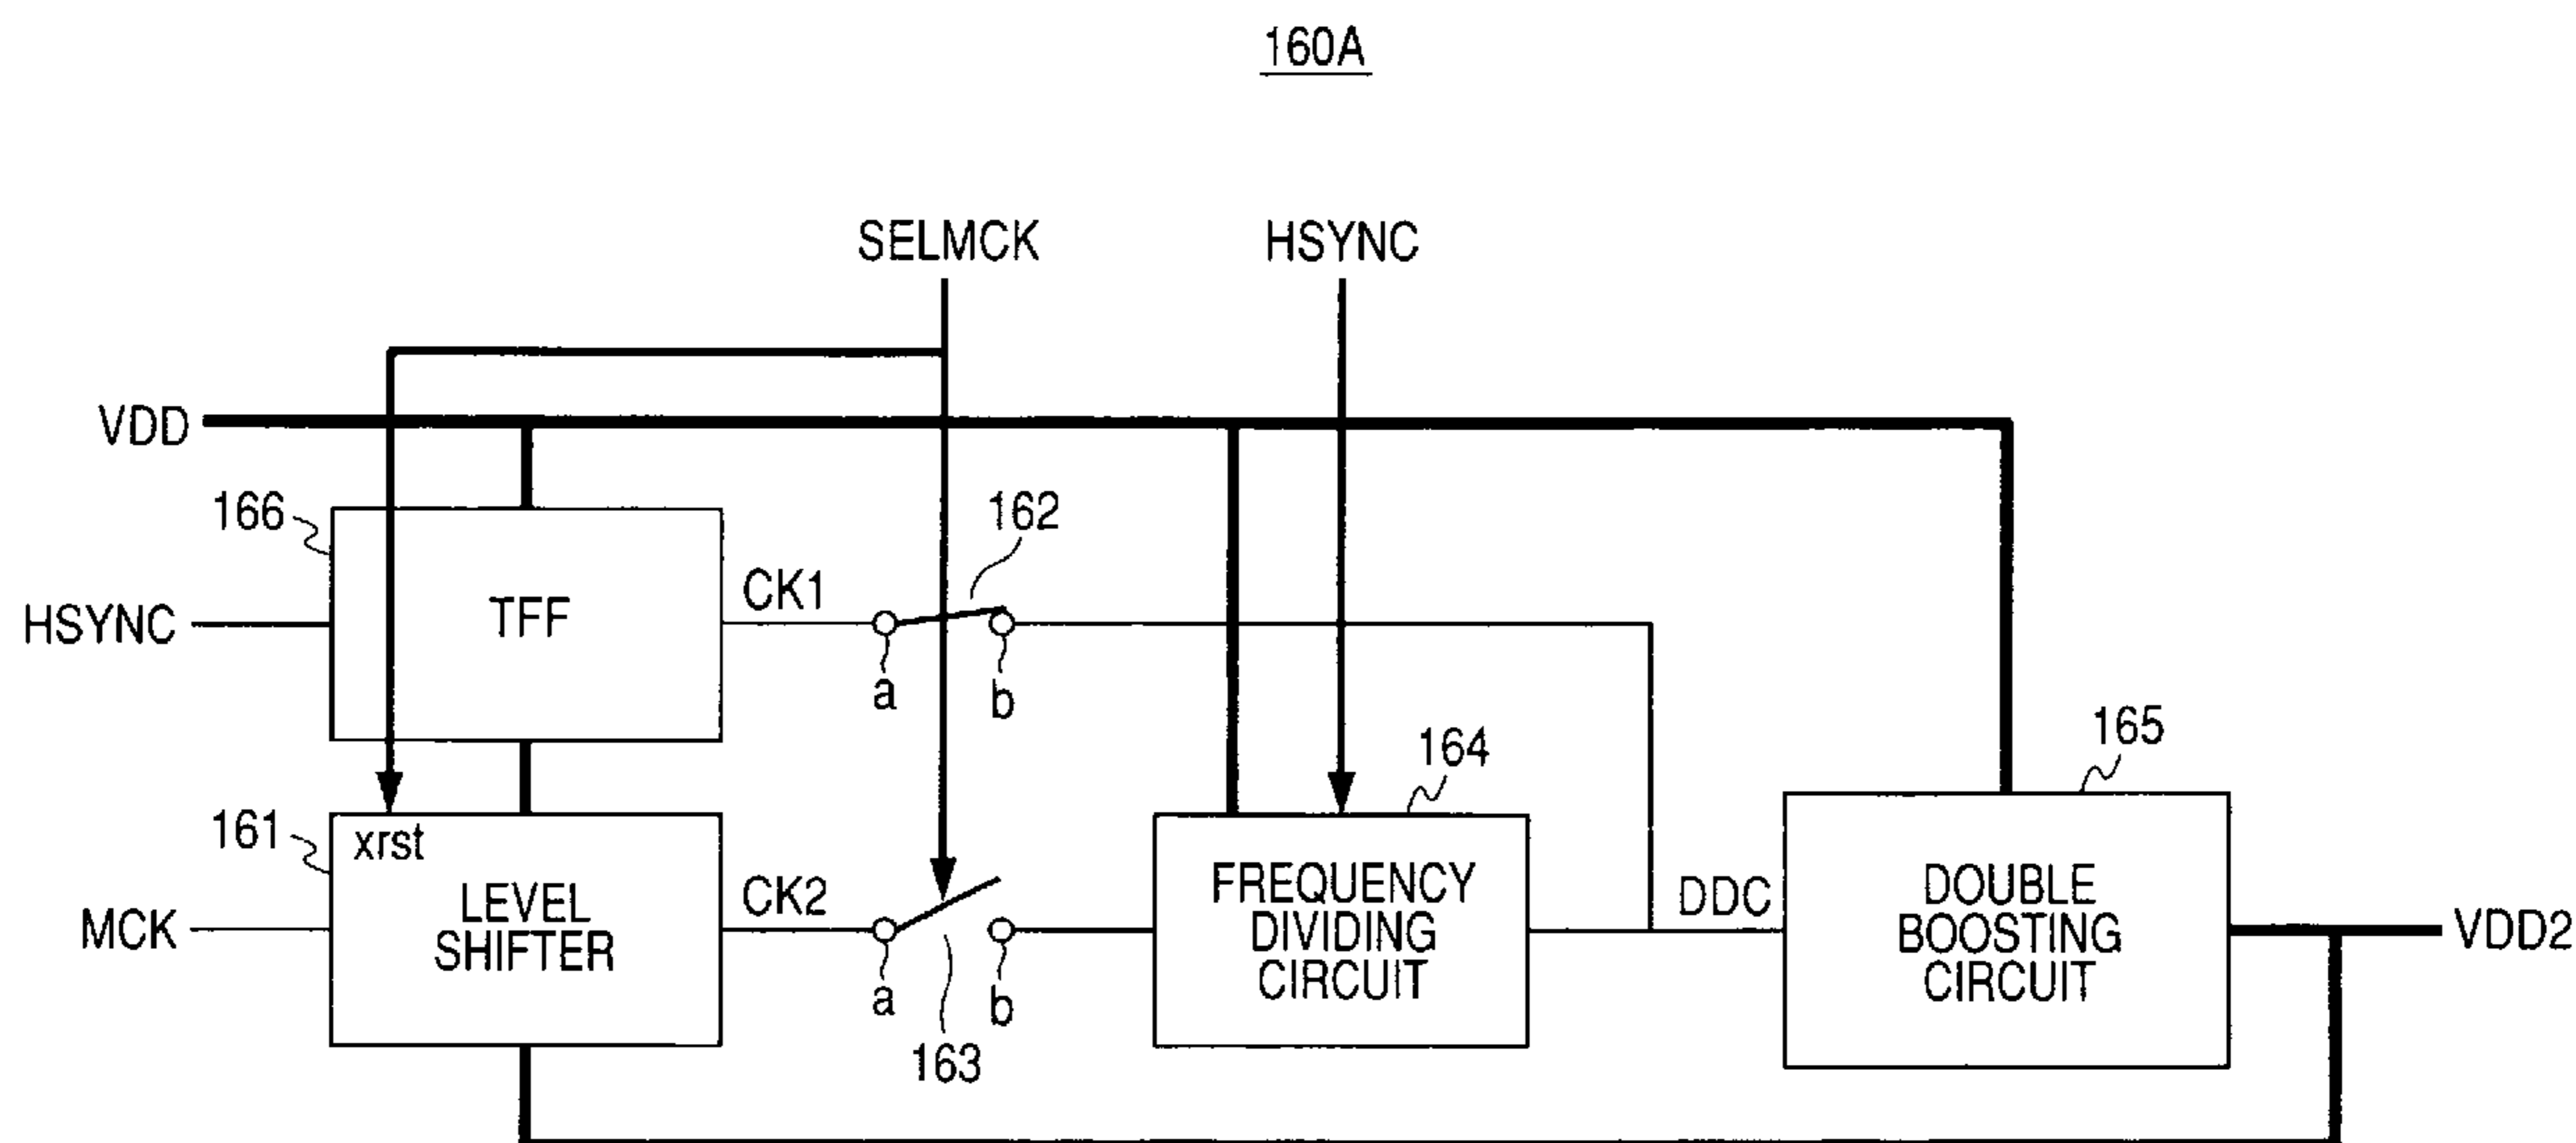 160A
SELMCK
HSYNC
VDD
166
162
TFF
CK1
HSYNC
a
b
164
165
161
xrst
LEVEL
SHIFTER
MCK
CK2
a
b
163
FREQUENCY
DIVIDING
CIRCUIT
DDC
DOUBLE
BOOSTING
CIRCUIT
VDD2